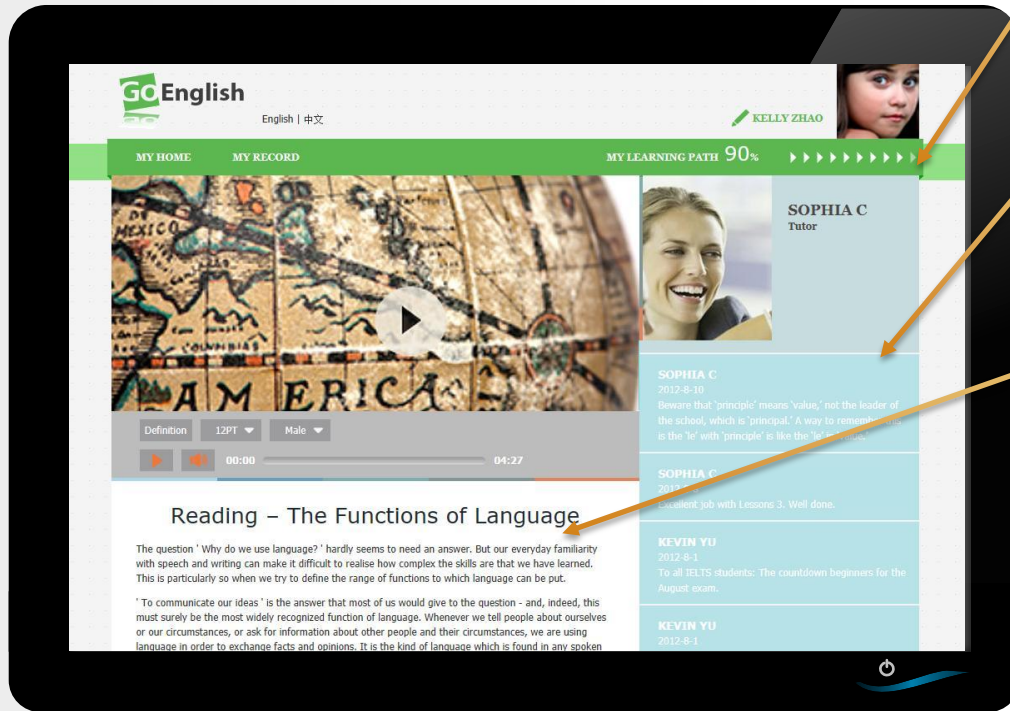 GO English
English | 中文
KELLY ZHAO
MY HOME MY RECORD MY LEARNING PATH 90%
MEXICO
COLUMBIAS
AMERICA
SOPHIA C
Tutor
Definition 12PT Male
00:00 04:27
Reading – The Functions of Language
The question ' Why do we use language? ' hardly seems to need an answer. But our everyday familiarity
with speech and writing can make it difficult to realise how complex the skills are that we have learned.
This is particularly so when we try to define the range of functions to which language can be put.
' To communicate our ideas ' is the answer that most of us would give to the question - and, indeed, this
must surely be the most widely recognized function of language. Whenever we tell people about ourselves
or our circumstances, or ask for information about other people and their circumstances, we are using
language in order to exchange facts and opinions. It is the kind of language which is found in any spoken
SOPHIA C
2012-8-10
Beware that 'principle' means 'value,' not the leader of
the school, which is 'principal.' A way to remember this
is the 'le' with 'principle' is like the 'le' in
SOPHIA C
Excellent job with Lessons 3. Well done.
KEVIN YU
2012-8-1
To all IELTS students: The countdown beginners for the
August exam.
KEVIN YU
2012-8-1